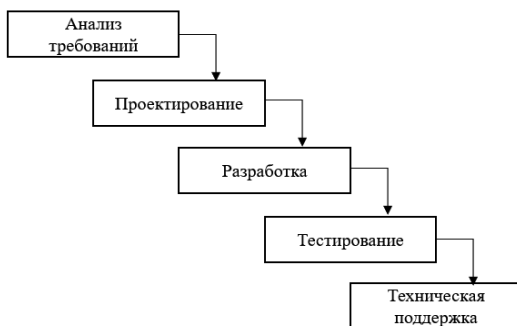 Анализ
требований
Проектирование
Разработка
Тестирование
Техническая
поддержка